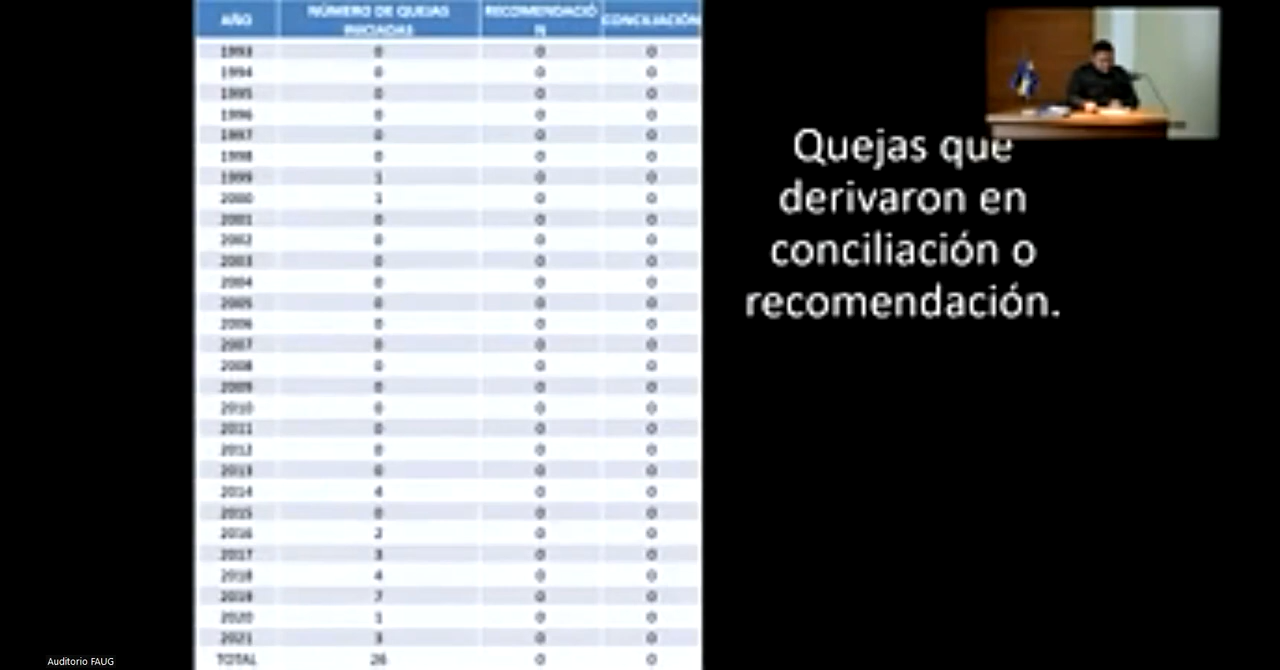 AÑO NÚMERO DE QUEJAS INICIADAS RECOMENDACIÓN CONCILIACIÓN
1993 0 0 0
1994 0 0 0
1995 0 0 0
1996 0 0 0
1997 0 0 0
1998 0 0 0
1999 1 0 0
2000 1 0 0
2001 0 0 0
2002 0 0 0
2003 0 0 0
2004 0 0 0
2005 0 0 0
2006 0 0 0
2007 0 0 0
2008 0 0 0
2009 0 0 0
2010 0 0 0
2011 0 0 0
2012 0 0 0
2013 0 0 0
2014 4 0 0
2015 0 0 0
2016 2 0 0
2017 3 0 0
2018 4 0 0
2019 7 0 0
2020 1 0 0
2021 3 0 0
TOTAL 26 0 0
Quejas que
derivaron en
conciliación o
recomendación.
Auditorio FAUG